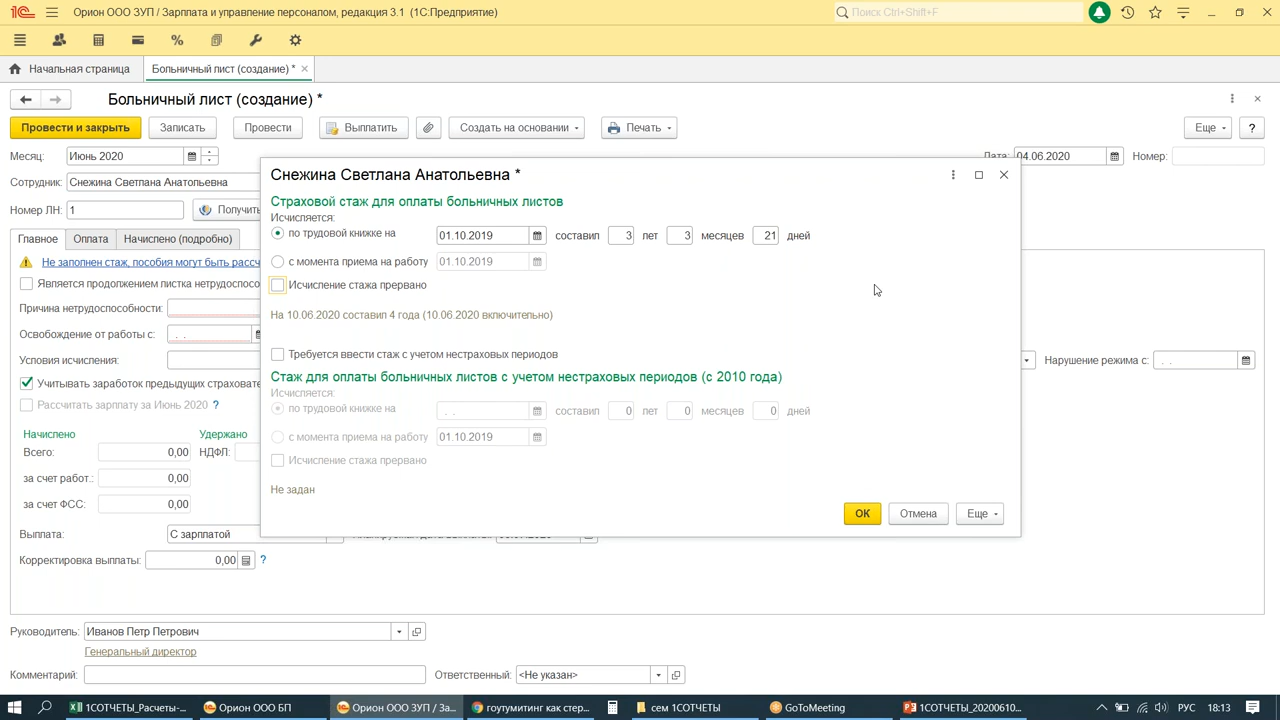 Орион ООО ЗУП / Зарплата и управление персоналом, редакция 3.1 (1С:Предприятие)
Поиск Ctrl+Shift+F
Начальная страница
Больничный лист (создание) * ×
Больничный лист (создание) *
Провести и закрыть
Записать
Провести
Выплатить
Создать на основании
Печать
Еще
?
Месяц: Июнь 2020
Дата: 04.06.2020
Номер:
Сотрудник: Снежина Светлана Анатольевна
Номер ЛН: 1
Получить
Главное
Оплата
Начислено (подробно)
Не заполнен стаж, пособия могут быть рассч
Является продолжением листка нетрудоспосо
Причина нетрудоспособности:
Освобождение от работы с: . .
Условия исчисления:
Нарушение режима с: . .
Учитывать заработок предыдущих страховате
Рассчитать зарплату за Июнь 2020 ?
Начислено
Удержано
Всего: 0,00
НДФЛ:
за счет работ.: 0,00
за счет ФСС: 0,00
Выплата: С зарплатой
Корректировка выплаты: 0,00 ?
Снежина Светлана Анатольевна *
Страховой стаж для оплаты больничных листов
Исчисляется:
по трудовой книжке на 01.10.2019 составил 3 лет 3 месяцев 21 дней
с момента приема на работу 01.10.2019
Исчисление стажа прервано
На 10.06.2020 составил 4 года (10.06.2020 включительно)
Требуется ввести стаж с учетом нестраховых периодов
Стаж для оплаты больничных листов с учетом нестраховых периодов (с 2010 года)
Исчисляется:
по трудовой книжке на . . составил 0 лет 0 месяцев 0 дней
с момента приема на работу 01.10.2019
Исчисление стажа прервано
Не задан
ОК
Отмена
Еще
Руководитель: Иванов Петр Петрович
Генеральный директор
Комментарий:
Ответственный: <Не указан>
1СОТЧЕТЫ_Расчеты-...
Орион ООО БП
Орион ООО ЗУП / За...
гоутумитинг как стер...
сем 1СОТЧЕТЫ
GoToMeeting
1СОТЧЕТЫ_20200610...
РУС
18:13